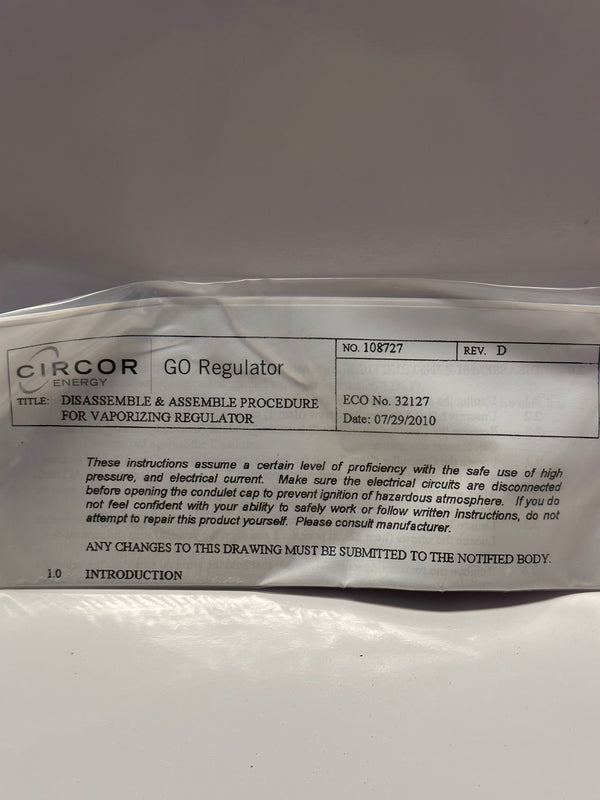 CIRCOR
ENERGY
GO Regulator
NO. 108727
REV. D
TITLE: DISASSEMBLE & ASSEMBLE PROCEDURE
FOR VAPORIZING REGULATOR
ECO No. 32127
Date: 07/29/2010
These instructions assume a certain level of proficiency with the safe use of high
pressure, and electrical current. Make sure the electrical circuits are disconnected
before opening the condulet cap to prevent ignition of hazardous atmosphere. If you do
not feel confident with your ability to safely work or follow written instructions, do not
attempt to repair this product yourself. Please consult manufacturer.
ANY CHANGES TO THIS DRAWING MUST BE SUBMITTED TO THE NOTIFIED BODY.
1.0 INTRODUCTION